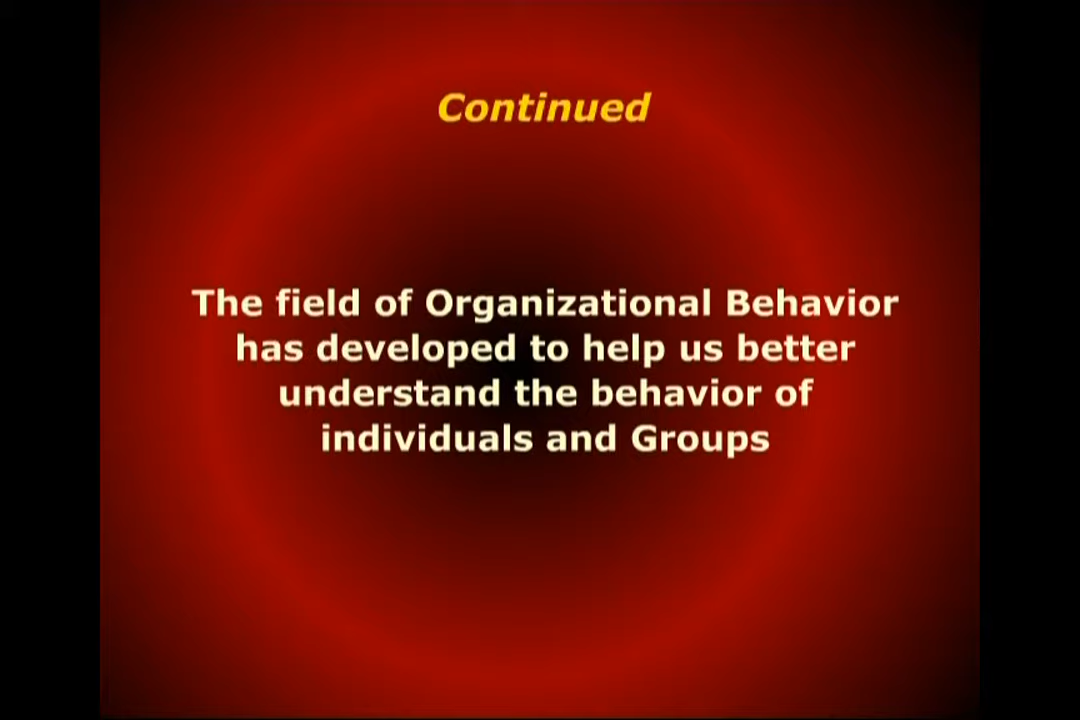 Continued
The field of Organizational Behavior
has developed to help us better
understand the behavior of
individuals and Groups